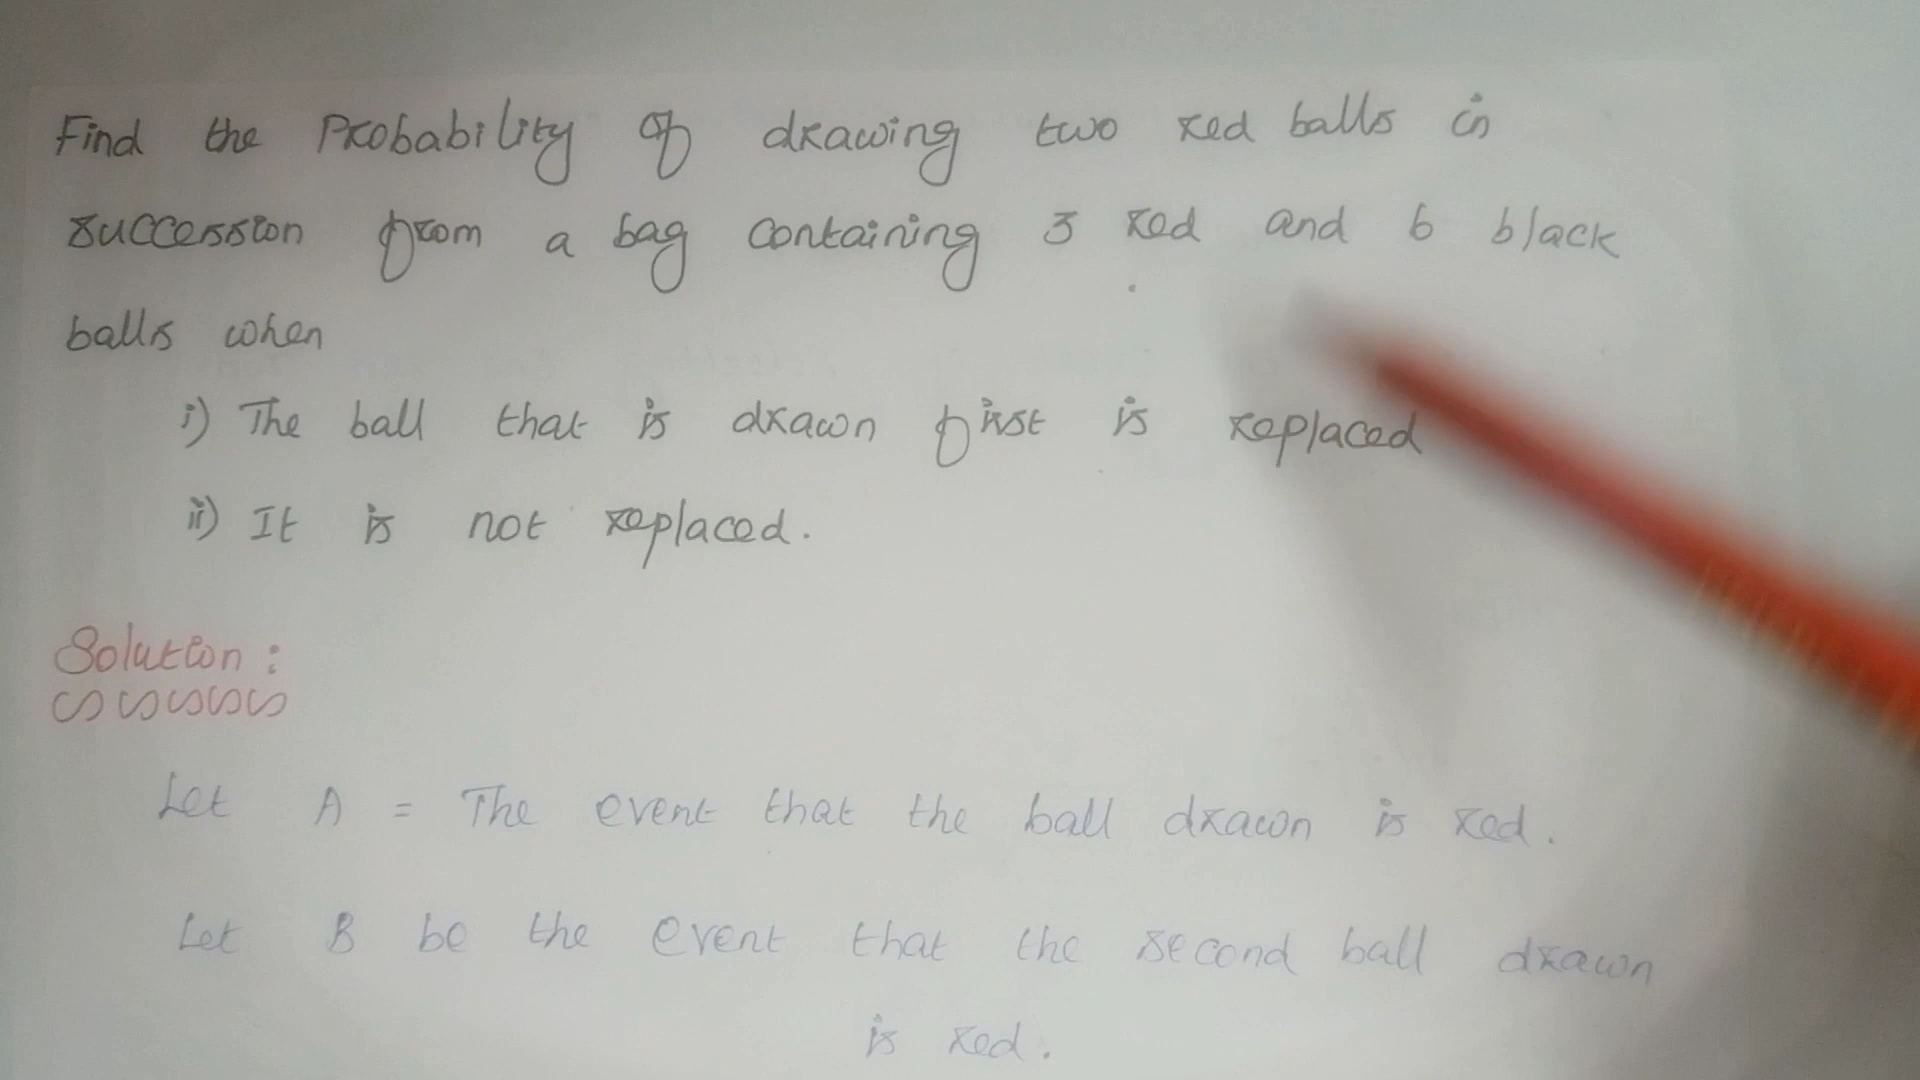 Find the Probability of drawing two red balls in
succession from a bag containing 3 red and 6 black
balls when
i) The ball that is drawn first is replaced
ii) It is not replaced.
Solution :
Let A = The event that the ball drawn is red.
Let B be the event that the second ball drawn
is red.